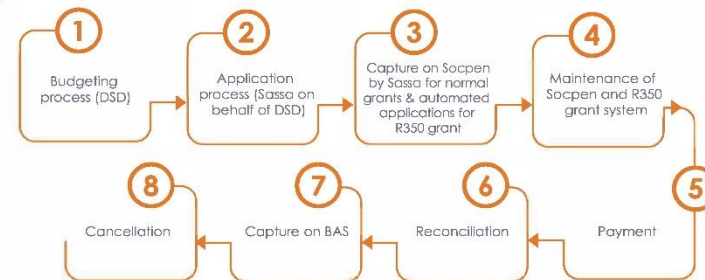 1
Budgeting
process (DSD)
2
Application
process (Sassa on
behalf of DSD)
3
Capture on Socpen
by Sassa for normal
grants & automated
applications for
R350 grant
4
Maintenance of
Socpen and R350
grant system
5
Payment
6
Reconciliation
7
Capture on BAS
8
Cancellation